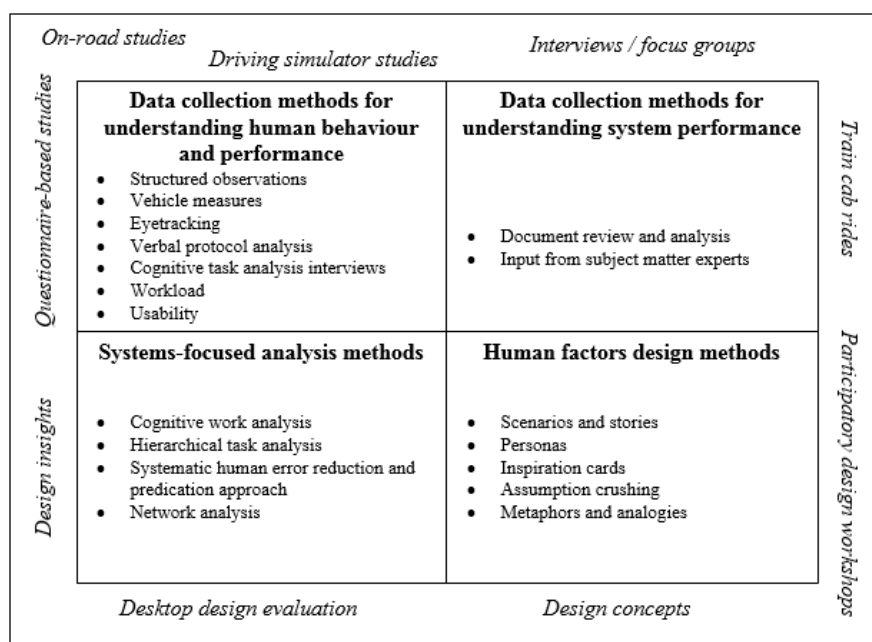 On-road studies
Interviews / focus groups
Driving simulator studies
Questionnaire-based studies
Data collection methods for
understanding human behaviour
and performance
• Structured observations
• Vehicle measures
• Eyetracking
• Verbal protocol analysis
• Cognitive task analysis interviews
• Workload
• Usability
Data collection methods for
understanding system performance
• Document review and analysis
• Input from subject matter experts
Train cab rides
Design insights
Systems-focused analysis methods
• Cognitive work analysis
• Hierarchical task analysis
• Systematic human error reduction and
predication approach
• Network analysis
Human factors design methods
• Scenarios and stories
• Personas
• Inspiration cards
• Assumption crushing
• Metaphors and analogies
Participatory design workshops
Desktop design evaluation
Design concepts